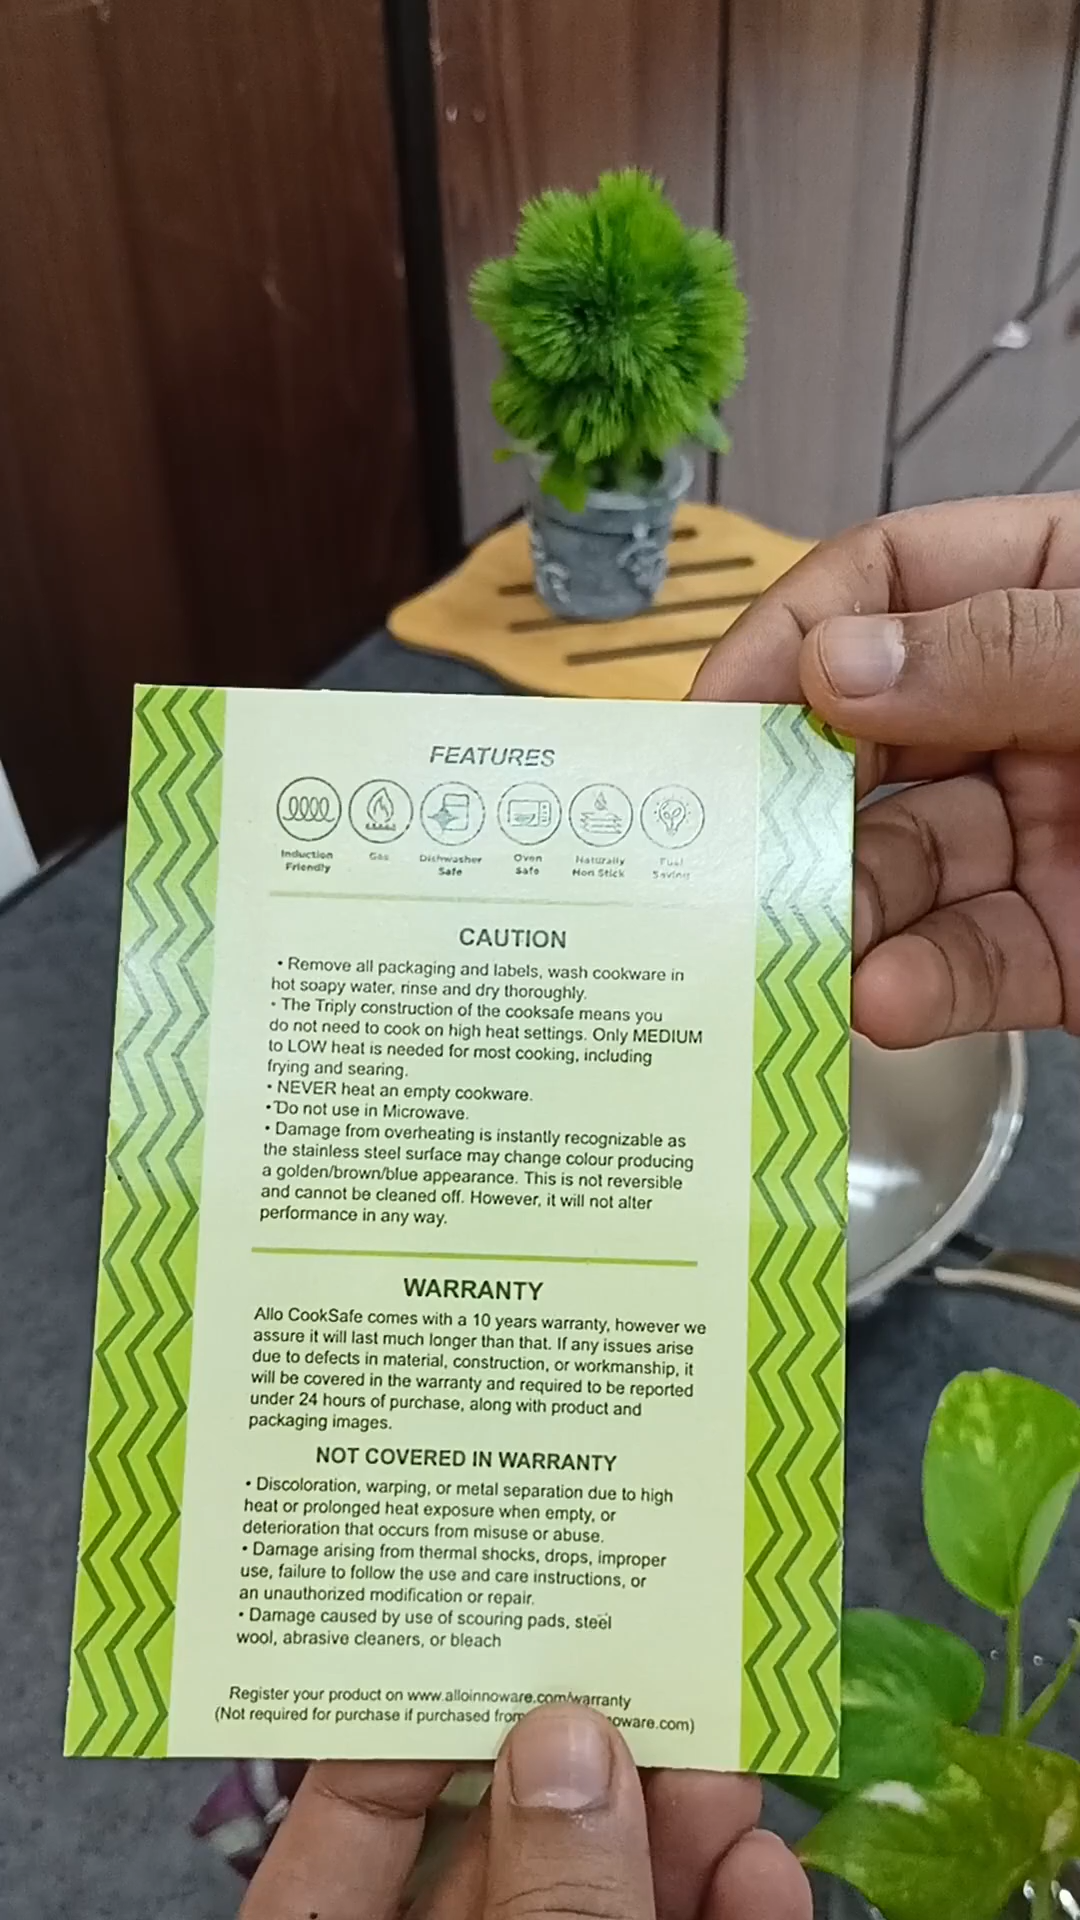 FEATURES
Induction Friendly
Gas
Dishwasher Safe
Oven Safe
Naturally Non Stick
Fuel Saving
CAUTION
• Remove all packaging and labels, wash cookware in
hot soapy water, rinse and dry thoroughly.
• The Triply construction of the cooksafe means you
do not need to cook on high heat settings. Only MEDIUM
to LOW heat is needed for most cooking, including
frying and searing.
• NEVER heat an empty cookware.
• Do not use in Microwave.
• Damage from overheating is instantly recognizable as
the stainless steel surface may change colour producing
a golden/brown/blue appearance. This is not reversible
and cannot be cleaned off. However, it will not alter
performance in any way.
WARRANTY
Allo CookSafe comes with a 10 years warranty, however we
assure it will last much longer than that. If any issues arise
due to defects in material, construction, or workmanship, it
will be covered in the warranty and required to be reported
under 24 hours of purchase, along with product and
packaging images.
NOT COVERED IN WARRANTY
• Discoloration, warping, or metal separation due to high
heat or prolonged heat exposure when empty, or
deterioration that occurs from misuse or abuse.
• Damage arising from thermal shocks, drops, improper
use, failure to follow the use and care instructions, or
an unauthorized modification or repair.
• Damage caused by use of scouring pads, steel
wool, abrasive cleaners, or bleach
Register your product on www.alloinnoware.com/warranty
(Not required for purchase if purchased from oware.com)